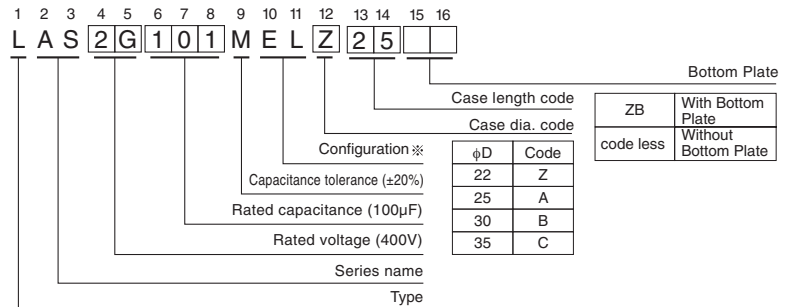 1 2 3 4 5 6 7 8 9 10 11 12 13 14 15 16
L A S 2 G 1 0 1 M E L Z 2 5
Bottom Plate
ZB With Bottom Plate
code less Without Bottom Plate
Case length code
Case dia. code
ϕD Code
22 Z
25 A
30 B
35 C
Configuration※
Capacitance tolerance (±20%)
Rated capacitance (100µF)
Rated voltage (400V)
Series name
Type